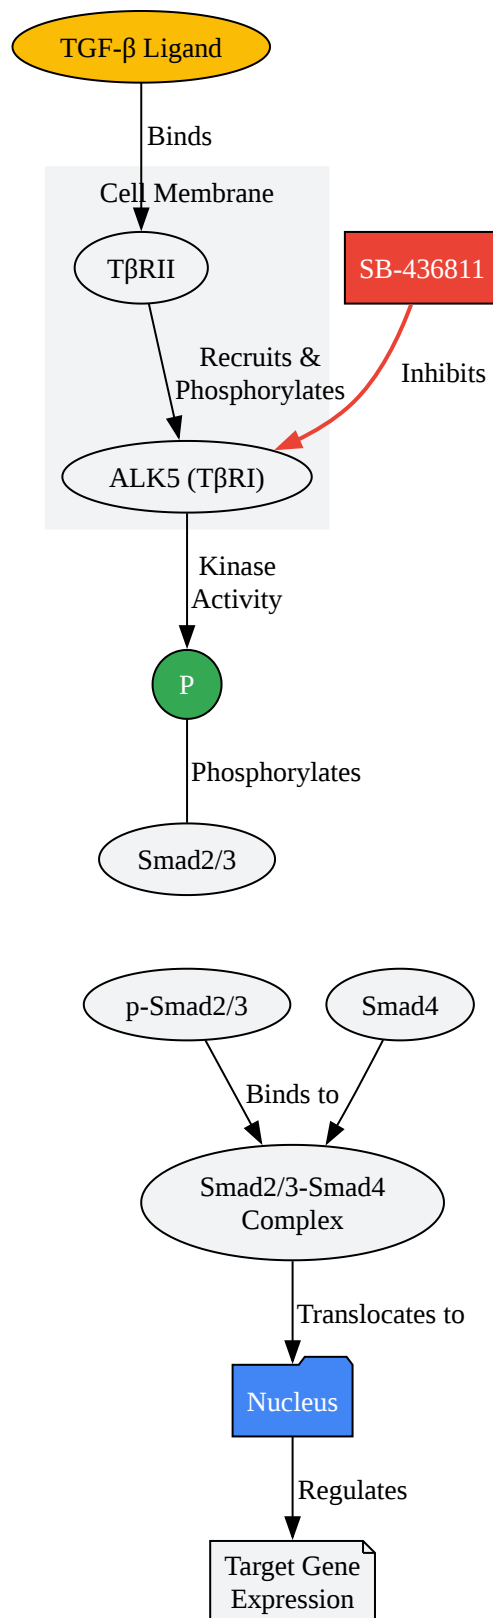 TGF-β Ligand
Binds
Cell Membrane
TβRII
SB-436811
Recruits &
Phosphorylates
Inhibits
ALK5 (TβRI)
Kinase
Activity
P
Phosphorylates
Smad2/3
p-Smad2/3
Smad4
Binds to
Smad2/3-Smad4
Complex
Translocates to
Nucleus
Regulates
Target Gene
Expression